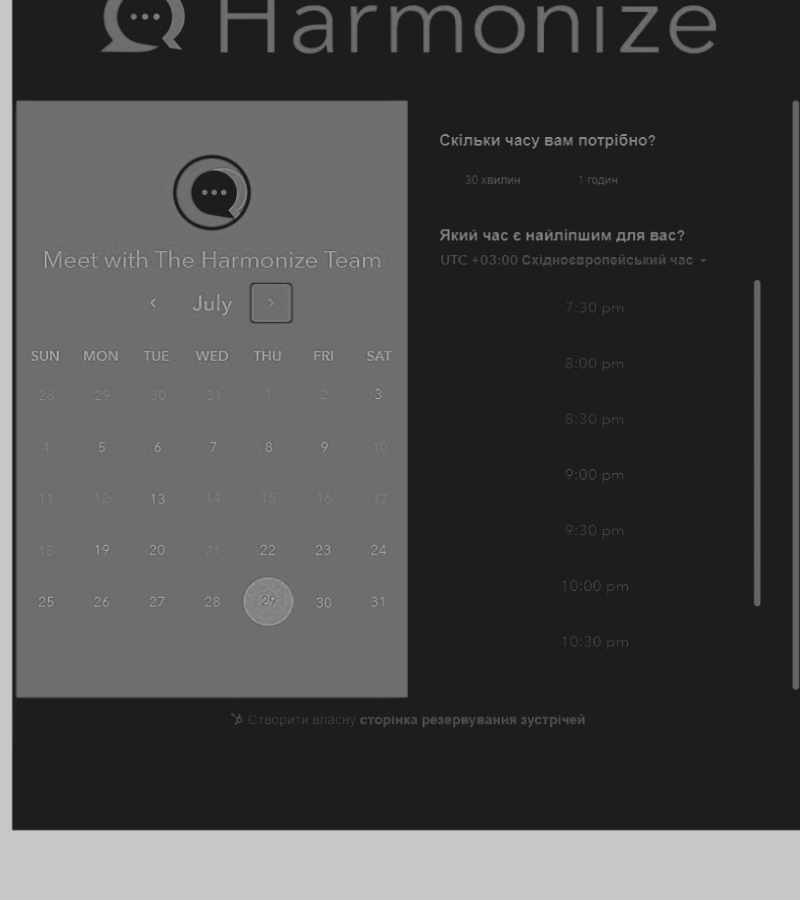 Harmonize
Meet with The Harmonize Team
July
SUN MON TUE WED THU FRI SAT
28 29 30 31 1 2 3
4 5 6 7 8 9 10
11 12 13 14 15 16 17
18 19 20 21 22 23 24
25 26 27 28 29 30 31
Скільки часу вам потрібно?
30 хвилин 1 годин
Який час є найліпшим для вас?
UTC +03:00 Східноєвропейський час
7:30 pm
8:00 pm
8:30 pm
9:00 pm
9:30 pm
10:00 pm
10:30 pm
Створити власну сторінка резервування зустрічей